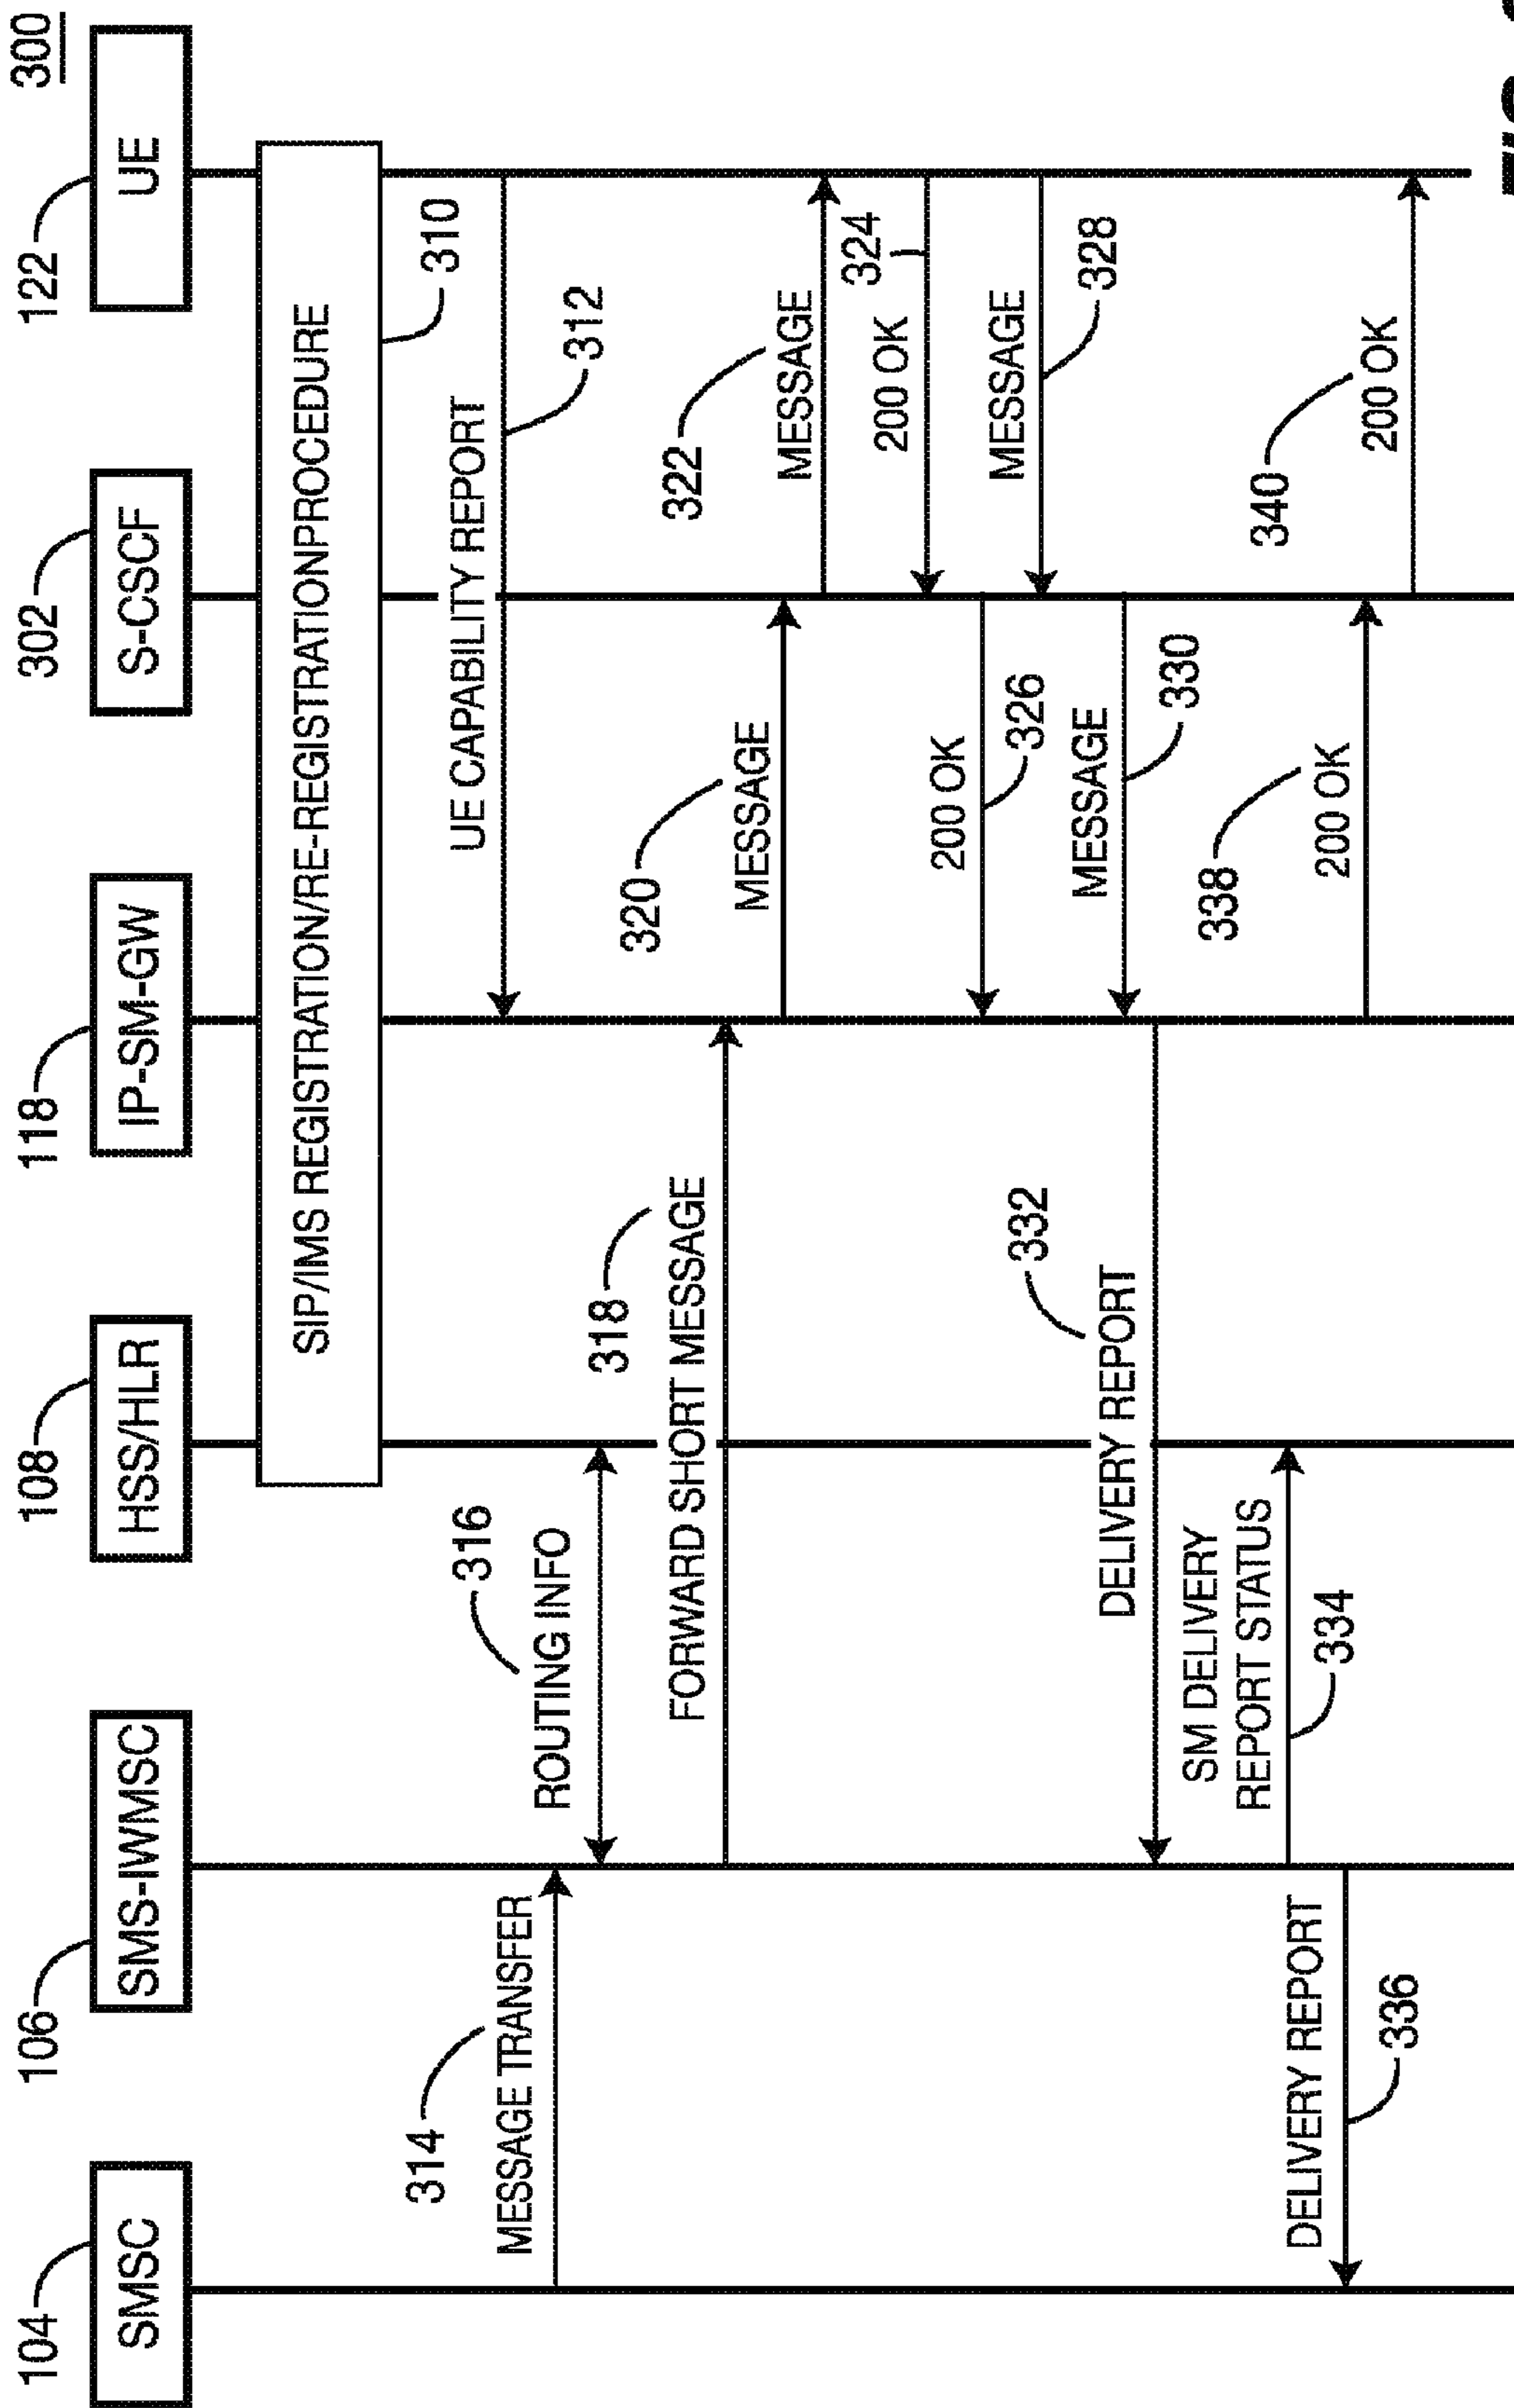 300
104
106
108
118
302
122
SMSC
SMS-IWMSC
HSS/HLR
IP-SM-GW
S-CSCF
UE
SIP/IMS REGISTRATION/RE-REGISTRATIONPROCEDURE
310
UE CAPABILITY REPORT
312
314
MESSAGE TRANSFER
316
ROUTING INFO
318
FORWARD SHORT MESSAGE
320
MESSAGE
322
MESSAGE
324
200 OK
200 OK
326
MESSAGE
328
MESSAGE
330
332
DELIVERY REPORT
SM DELIVERY
REPORT STATUS
334
DELIVERY REPORT
336
338
200 OK
340
200 OK